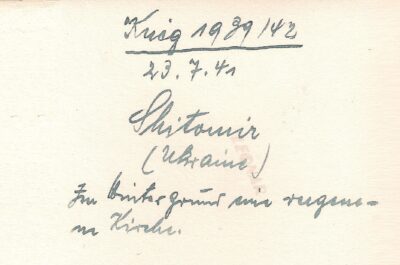 Krieg 1939/42
23.7.41
Shitomir
(Ukraine)
Im Hintergrund eine
Kirche.